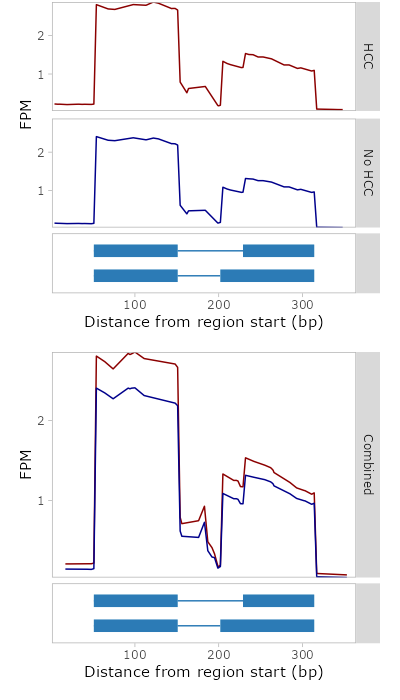 HCC
2
1
FPM
No HCC
2
1
100 200 300
Distance from region start (bp)
Combined
2
FPM
1
100 200 300
Distance from region start (bp)